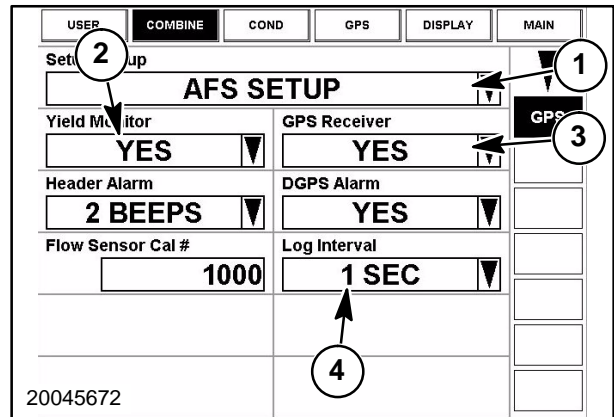 USER COMBINE COND GPS DISPLAY MAIN
2
1
AFS SETUP
GPS
Yield Monitor GPS Receiver
3
YES YES
Header Alarm DGPS Alarm
2 BEEPS YES
Flow Sensor Cal # Log Interval
1000 1 SEC
4
20045672